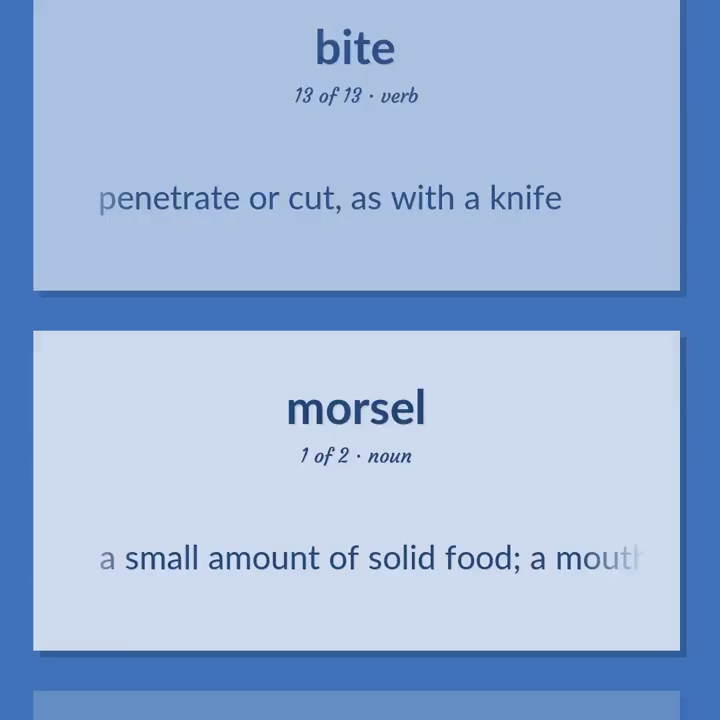 bite
13 of 13 · verb
penetrate or cut, as with a knife
morsel
1 of 2 · noun
a small amount of solid food; a mouth